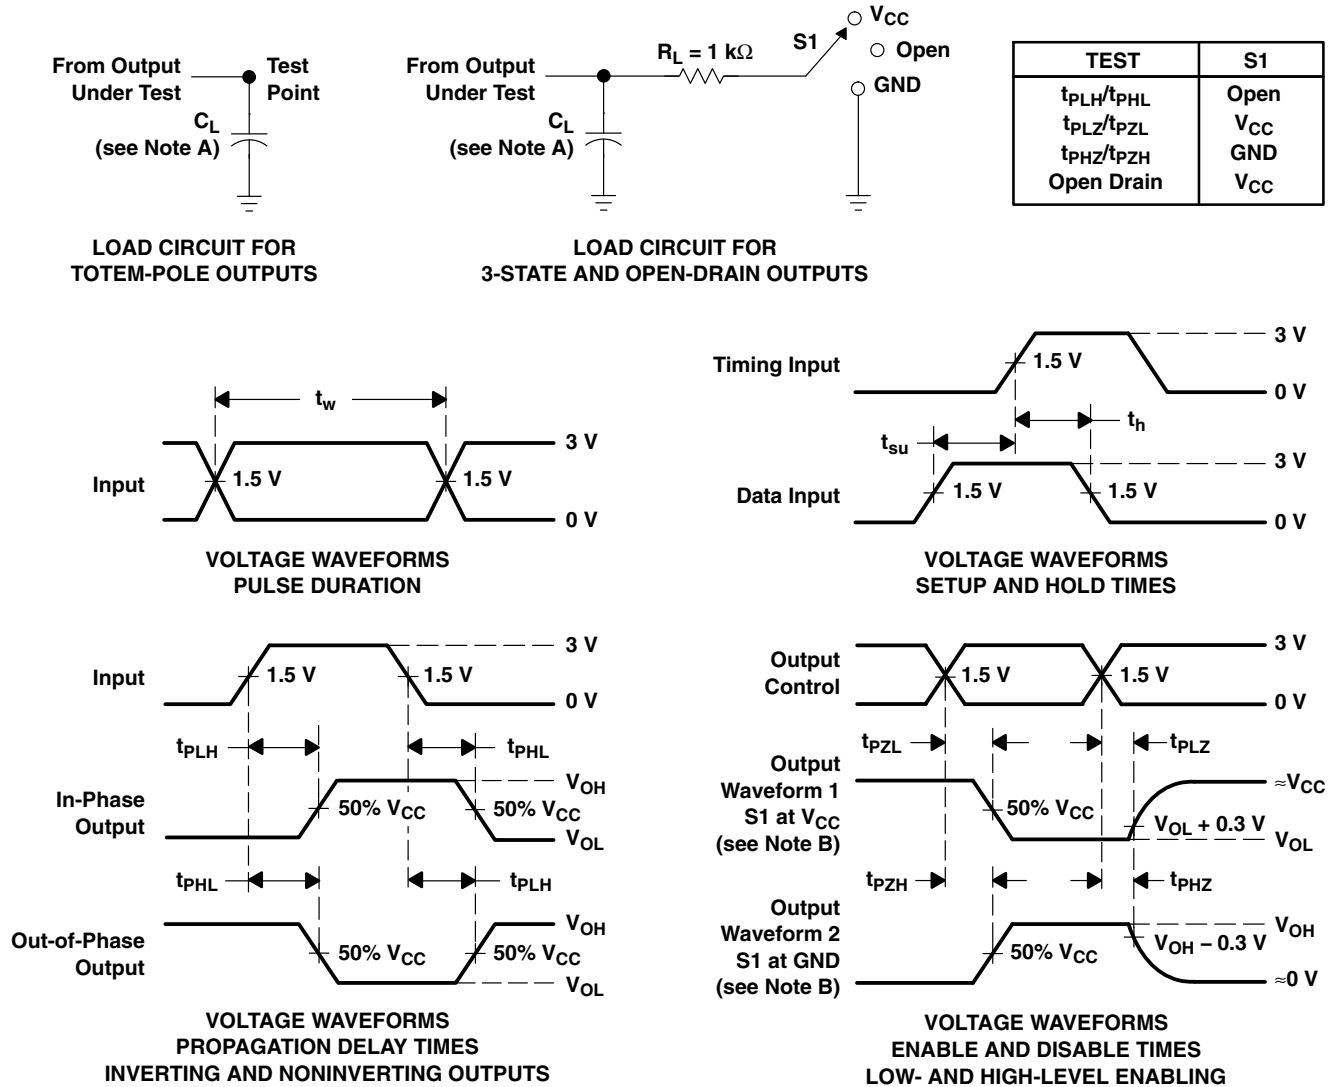 From Output
Under Test
Test
Point
CL
(see Note A)
LOAD CIRCUIT FOR
TOTEM-POLE OUTPUTS
From Output
Under Test
RL = 1 kΩ
S1
VCC
Open
GND
CL
(see Note A)
LOAD CIRCUIT FOR
3-STATE AND OPEN-DRAIN OUTPUTS
TEST S1
tPLH/tPHL Open
tPLZ/tPZL VCC
tPHZ/tPZH GND
Open Drain VCC
tw
Input
3 V
1.5 V 1.5 V
0 V
VOLTAGE WAVEFORMS
PULSE DURATION
Timing Input
3 V
1.5 V
0 V
th
tsu
Data Input
3 V
1.5 V 1.5 V
0 V
VOLTAGE WAVEFORMS
SETUP AND HOLD TIMES
Input
3 V
1.5 V 1.5 V
0 V
tPLH tPHL
In-Phase
Output
VOH
50% VCC 50% VCC
VOL
tPHL tPLH
Out-of-Phase
Output
VOH
50% VCC 50% VCC
VOL
VOLTAGE WAVEFORMS
PROPAGATION DELAY TIMES
INVERTING AND NONINVERTING OUTPUTS
Output
Control
3 V
1.5 V 1.5 V
0 V
tPZL tPLZ
Output
Waveform 1
S1 at VCC
(see Note B)
≈VCC
50% VCC
VOL + 0.3 V
VOL
tPZH tPHZ
Output
Waveform 2
S1 at GND
(see Note B)
VOH
50% VCC
VOH − 0.3 V
≈0 V
VOLTAGE WAVEFORMS
ENABLE AND DISABLE TIMES
LOW- AND HIGH-LEVEL ENABLING